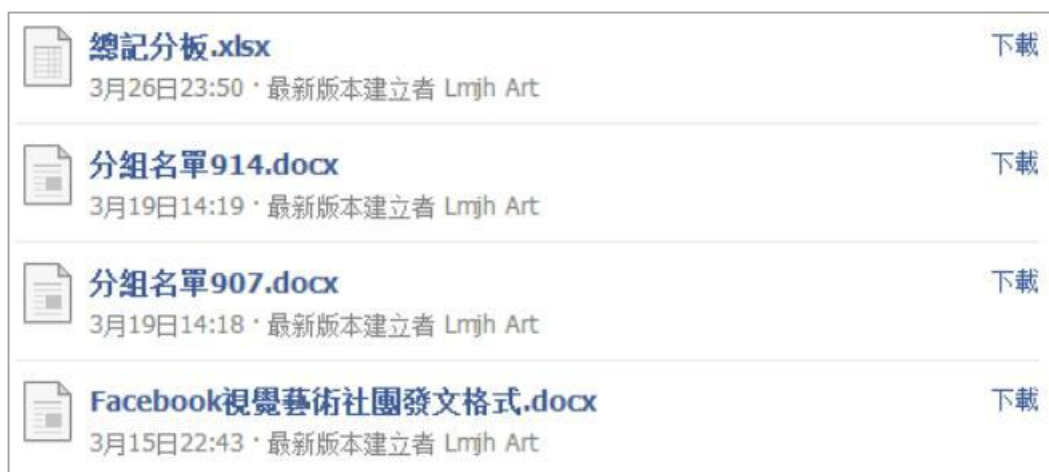 總記分板.xlsx
下載
3月26日23:50 · 最新版本建立者 Lmjh Art
分組名單914.docx
下載
3月19日14:19 · 最新版本建立者 Lmjh Art
分組名單907.docx
下載
3月19日14:18 · 最新版本建立者 Lmjh Art
Facebook視覺藝術社團發文格式.docx
下載
3月15日22:43 · 最新版本建立者 Lmjh Art